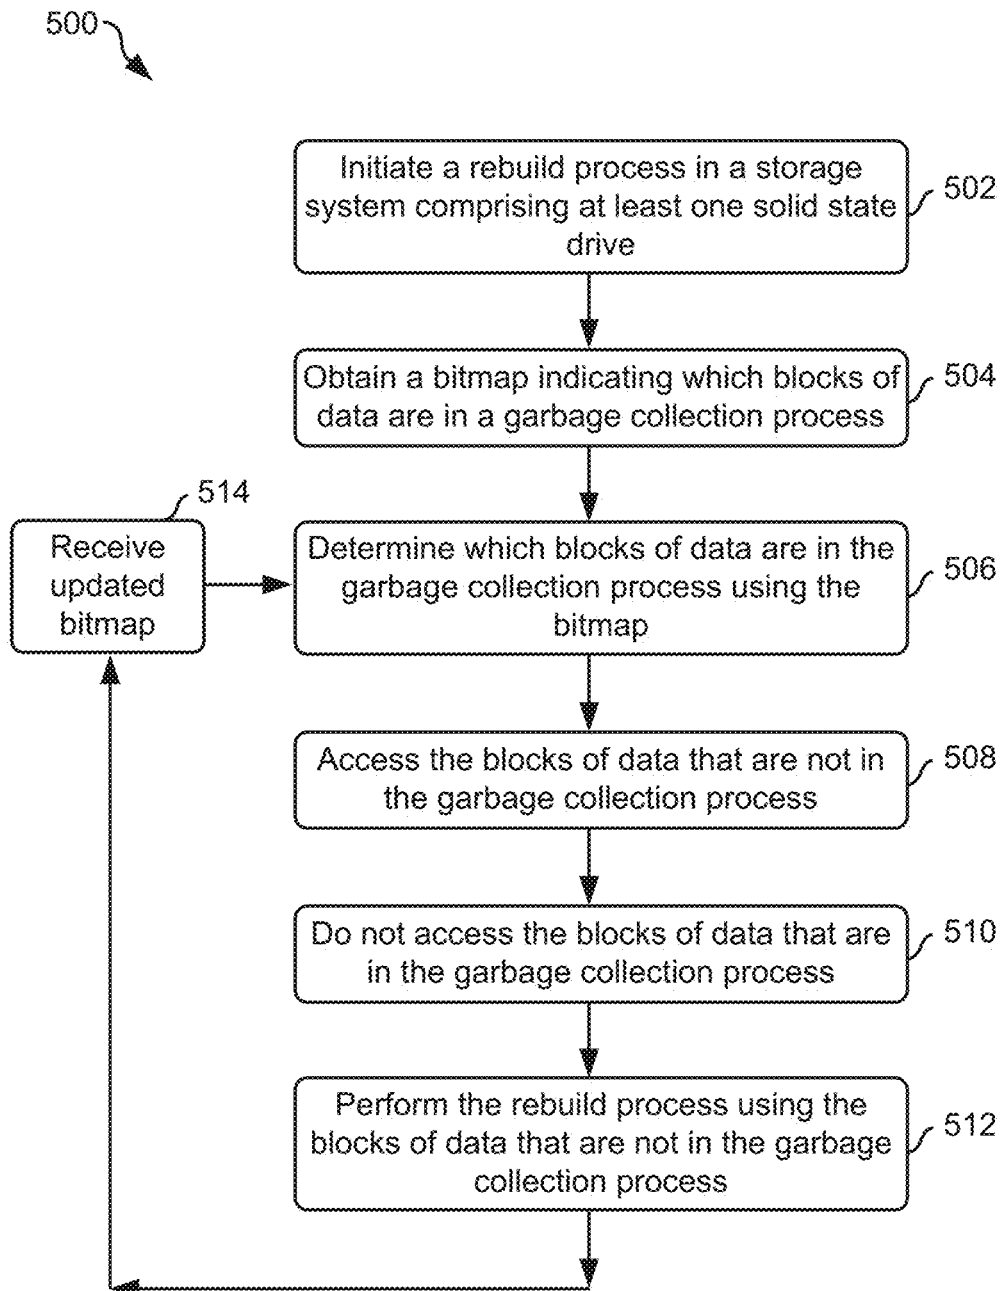 500
Initiate a rebuild process in a storage
system comprising at least one solid state
drive
502
Obtain a bitmap indicating which blocks of
data are in a garbage collection process
504
514
Receive
updated
bitmap
Determine which blocks of data are in the
garbage collection process using the
bitmap
506
Access the blocks of data that are not in
the garbage collection process
508
Do not access the blocks of data that are
in the garbage collection process
510
Perform the rebuild process using the
blocks of data that are not in the garbage
collection process
512